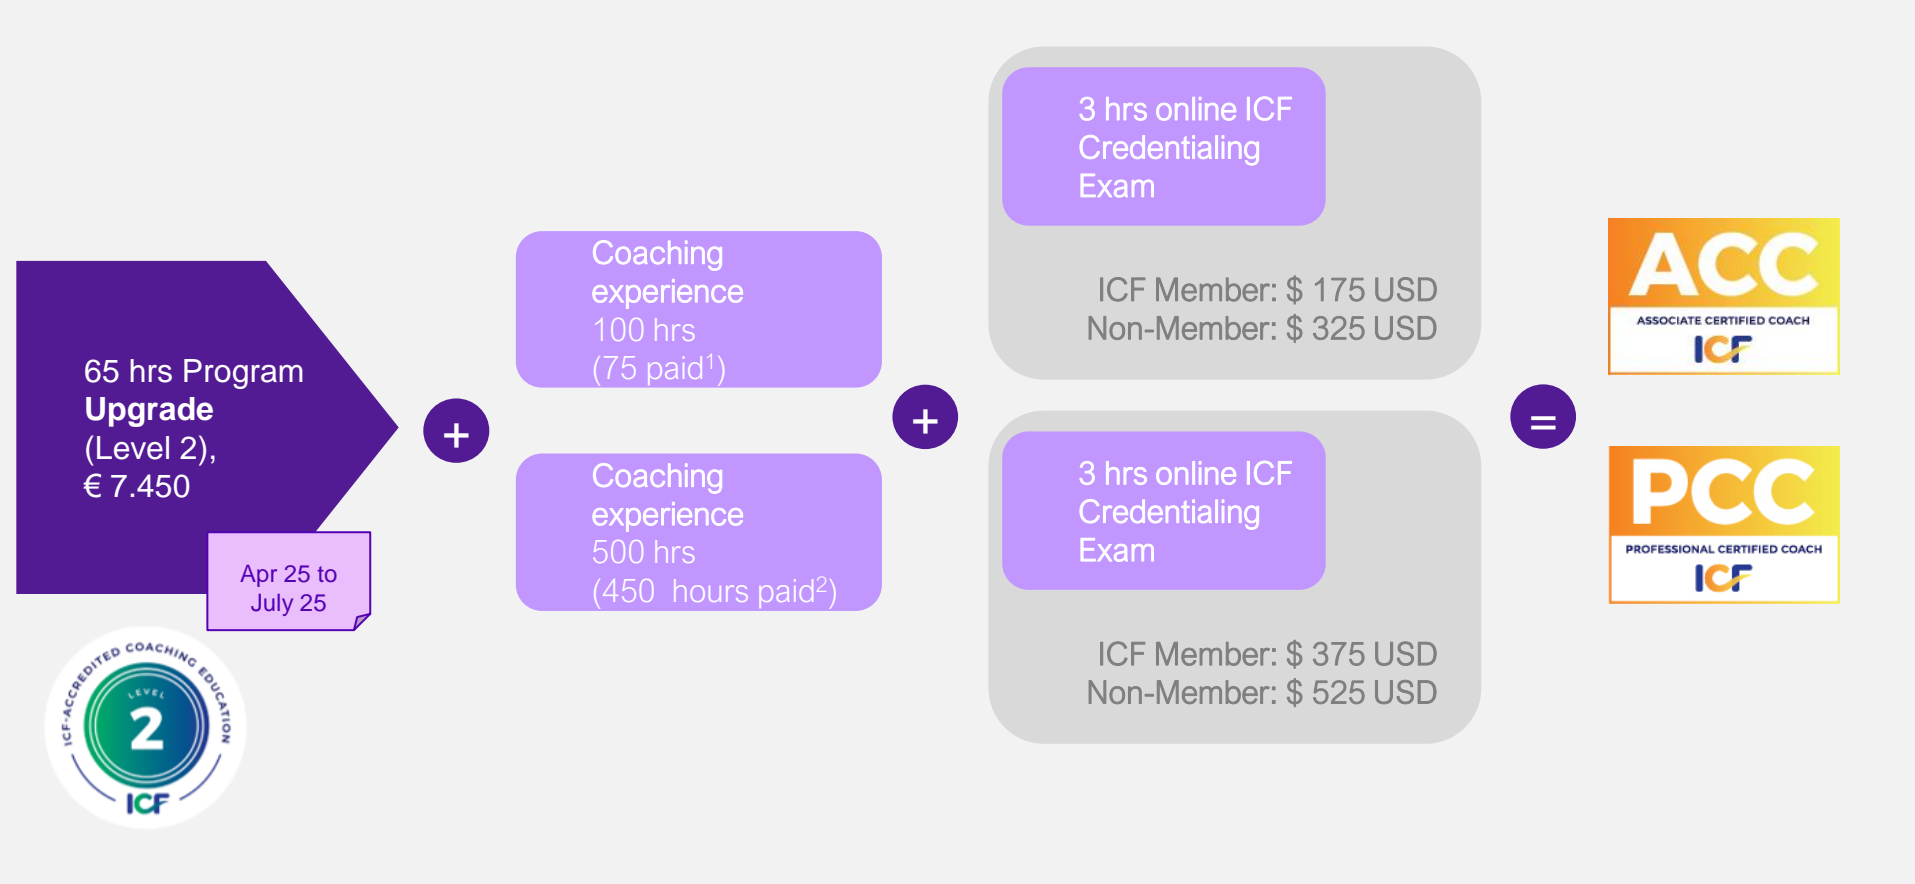 65 hrs Program
Upgrade
(Level 2),
€ 7.450
Apr 25 to
July 25
ICF-ACCREDITED COACHING EDUCATION
LEVEL
2
ICF
+
Coaching
experience
100 hrs
(75 paid¹)
Coaching
experience
500 hrs
(450  hours paid²)
+
3 hrs online ICF
Credentialing
Exam
ICF Member: $ 175 USD
Non-Member: $ 325 USD
3 hrs online ICF
Credentialing
Exam
ICF Member: $ 375 USD
Non-Member: $ 525 USD
=
ACC
ASSOCIATE CERTIFIED COACH
ICF
PCC
PROFESSIONAL CERTIFIED COACH
ICF